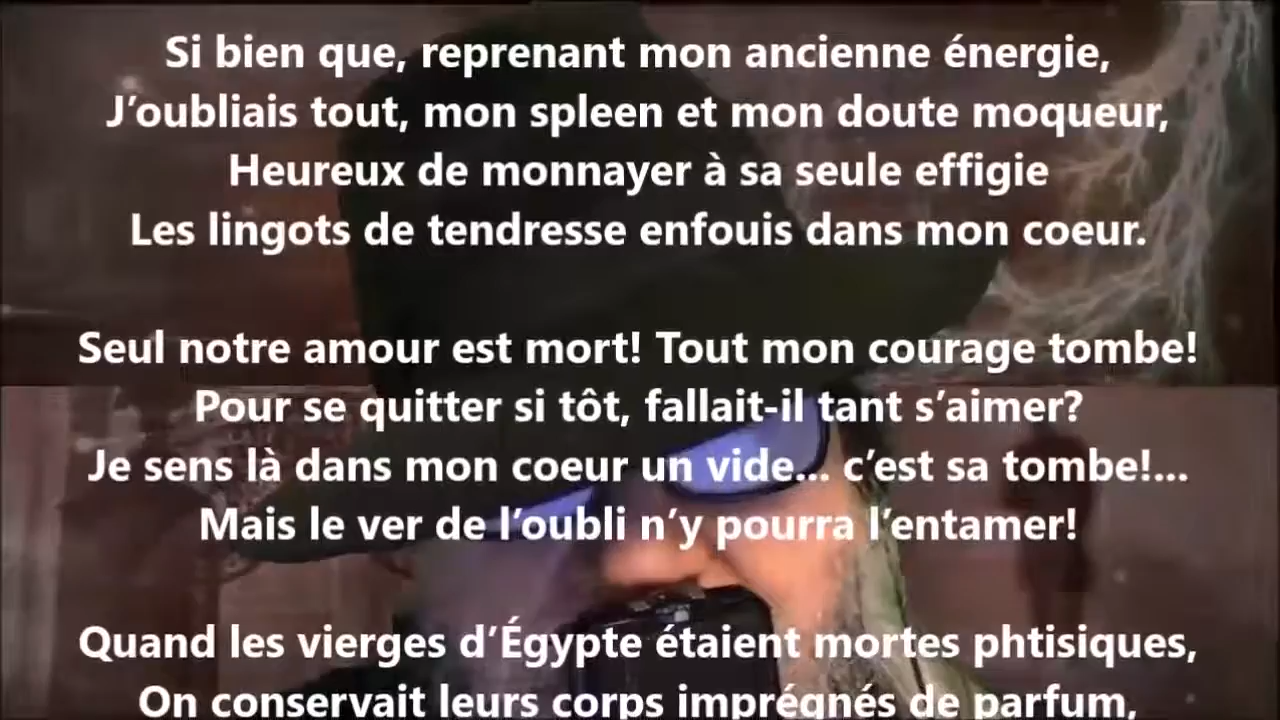 Si bien que, reprenant mon ancienne énergie,
J’oubliais tout, mon spleen et mon doute moqueur,
Heureux de monnayer à sa seule effigie
Les lingots de tendresse enfouis dans mon coeur.
Seul notre amour est mort! Tout mon courage tombe!
Pour se quitter si tôt, fallait-il tant s’aimer?
Je sens là dans mon coeur un vide... c’est sa tombe!...
Mais le ver de l’oubli n’y pourra l’entamer!
Quand les vierges d’Égypte étaient mortes phtisiques,
On conservait leurs corps imprégnés de parfum,